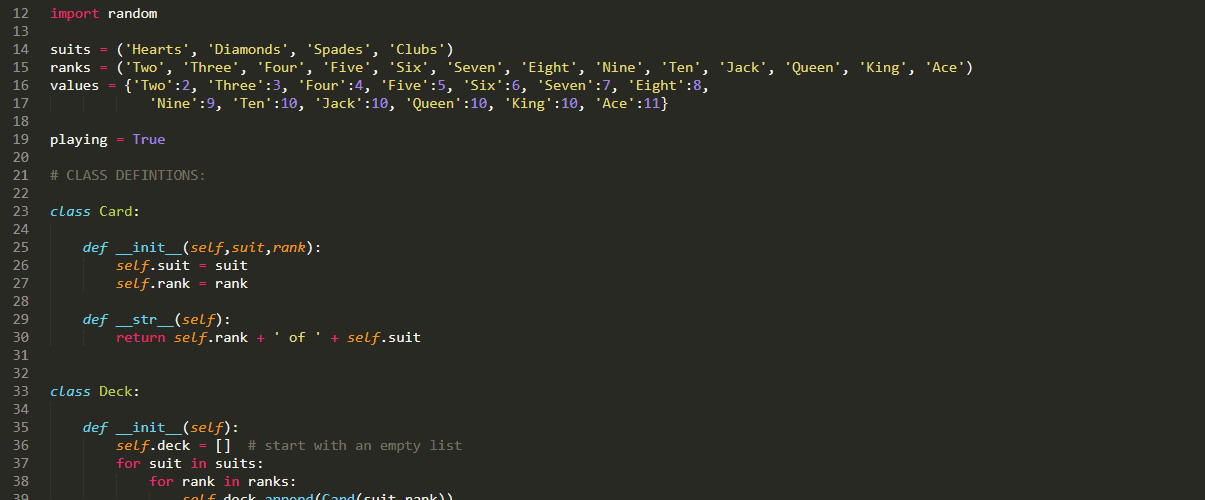 12 import random
13
14 suits = ('Hearts', 'Diamonds', 'Spades', 'Clubs')
15 ranks = ('Two', 'Three', 'Four', 'Five', 'Six', 'Seven', 'Eight', 'Nine', 'Ten', 'Jack', 'Queen', 'King', 'Ace')
16 values = {'Two':2, 'Three':3, 'Four':4, 'Five':5, 'Six':6, 'Seven':7, 'Eight':8,
17             'Nine':9, 'Ten':10, 'Jack':10, 'Queen':10, 'King':10, 'Ace':11}
18
19 playing = True
20
21 # CLASS DEFINTIONS:
22
23 class Card:
24
25     def __init__(self,suit,rank):
26         self.suit = suit
27         self.rank = rank
28
29     def __str__(self):
30         return self.rank + ' of ' + self.suit
31
32
33 class Deck:
34
35     def __init__(self):
36         self.deck = []  # start with an empty list
37         for suit in suits:
38             for rank in ranks:
39                 self.deck.append(Card(suit,rank))